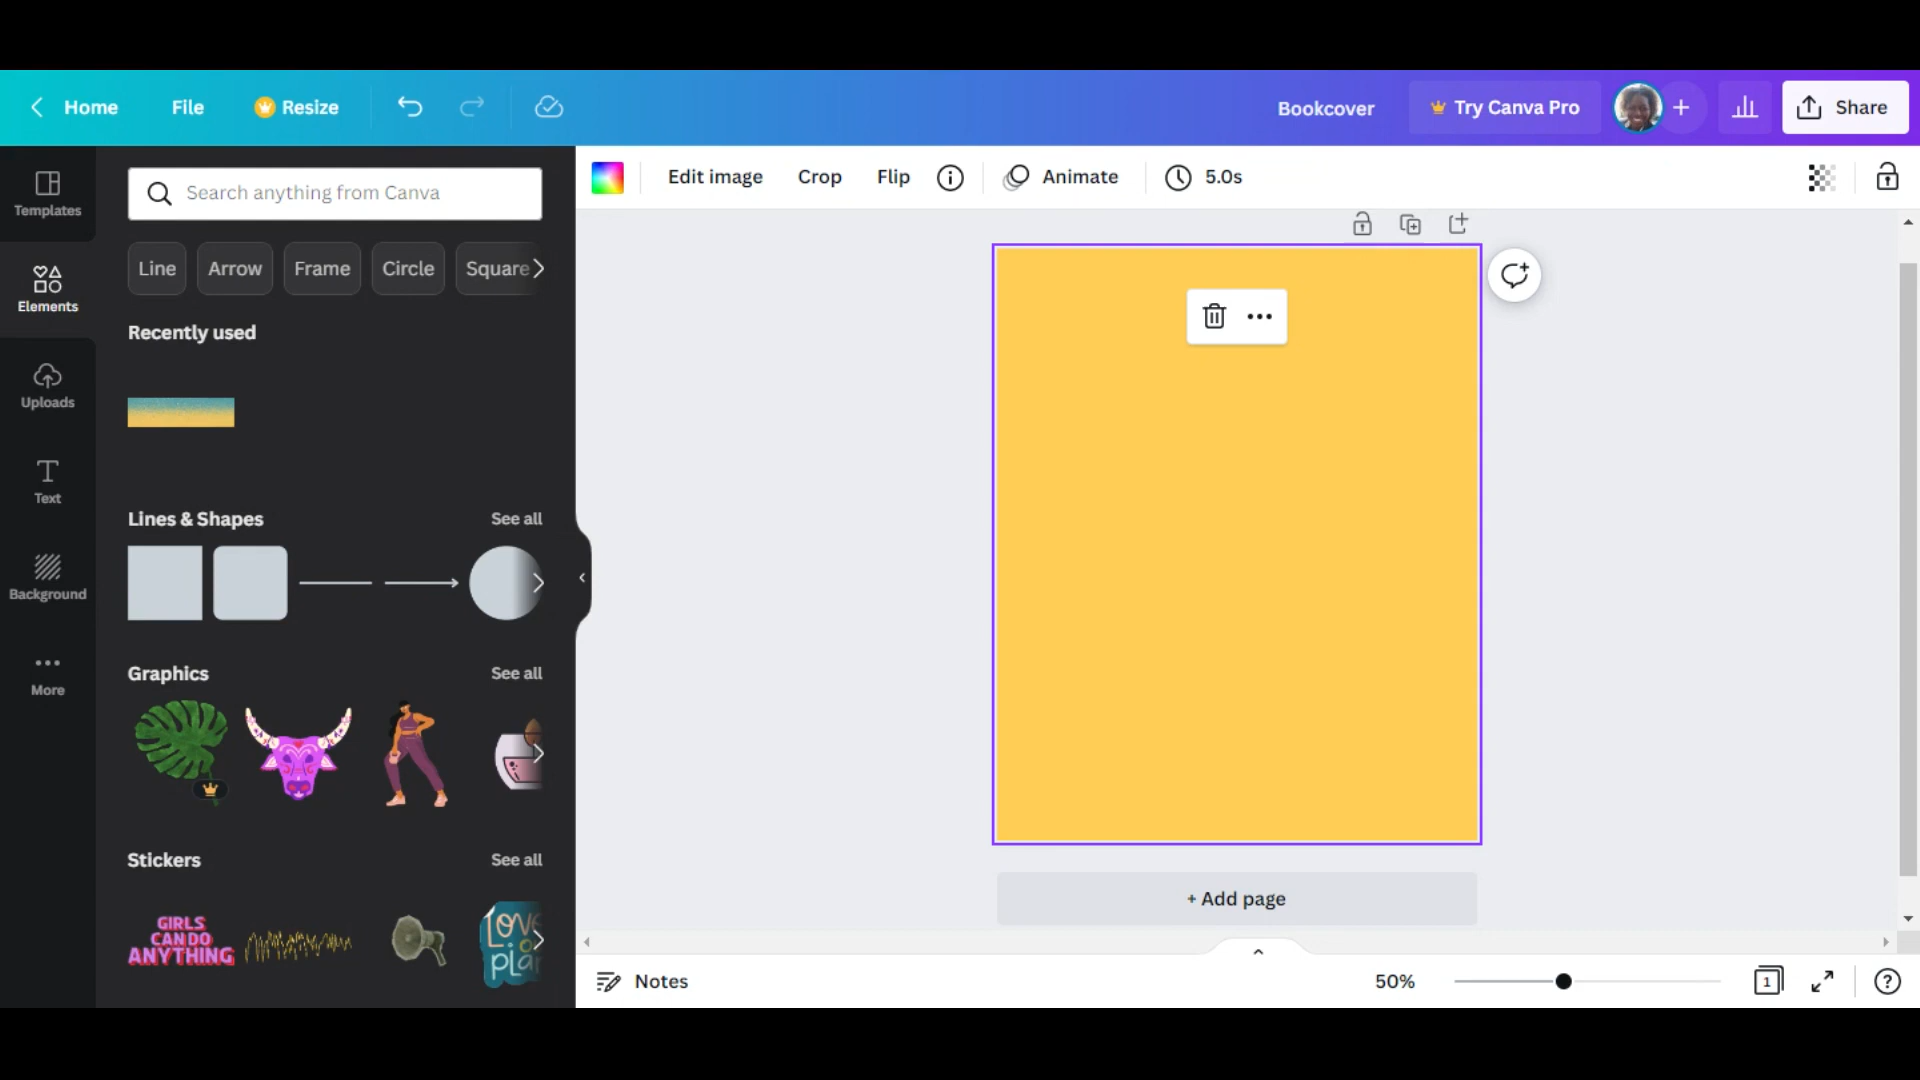 Home File Resize Bookcover Try Canva Pro + Share
Templates
Elements
Uploads
Text
Background
More
Search anything from Canva
Line Arrow Frame Circle Square
Recently used
Lines & Shapes See all
Graphics See all
Stickers See all
GIRLS
CAN DO
ANYTHING
LOVE
Edit image Crop Flip Animate 5.0s
+ Add page
Notes 50% 1 ?